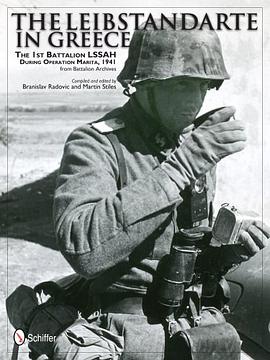 THE LEIBSTANDARTE
IN GREECE
THE 1ST BATTALION LSSAH
DURING OPERATION MARITA, 1941
from Battalion Archives
Compiled and edited by
Branislav Radovic and Martin Stiles
Schiffer